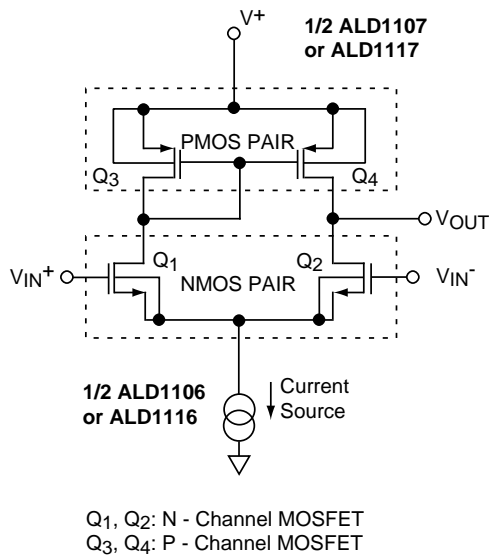 V+
1/2 ALD1107
or ALD1117
PMOS PAIR
Q3
Q4
VOUT
VIN+
Q1
NMOS PAIR
Q2
VIN-
1/2 ALD1106
or ALD1116
Current
Source
Q1, Q2: N - Channel MOSFET
Q3, Q4: P - Channel MOSFET